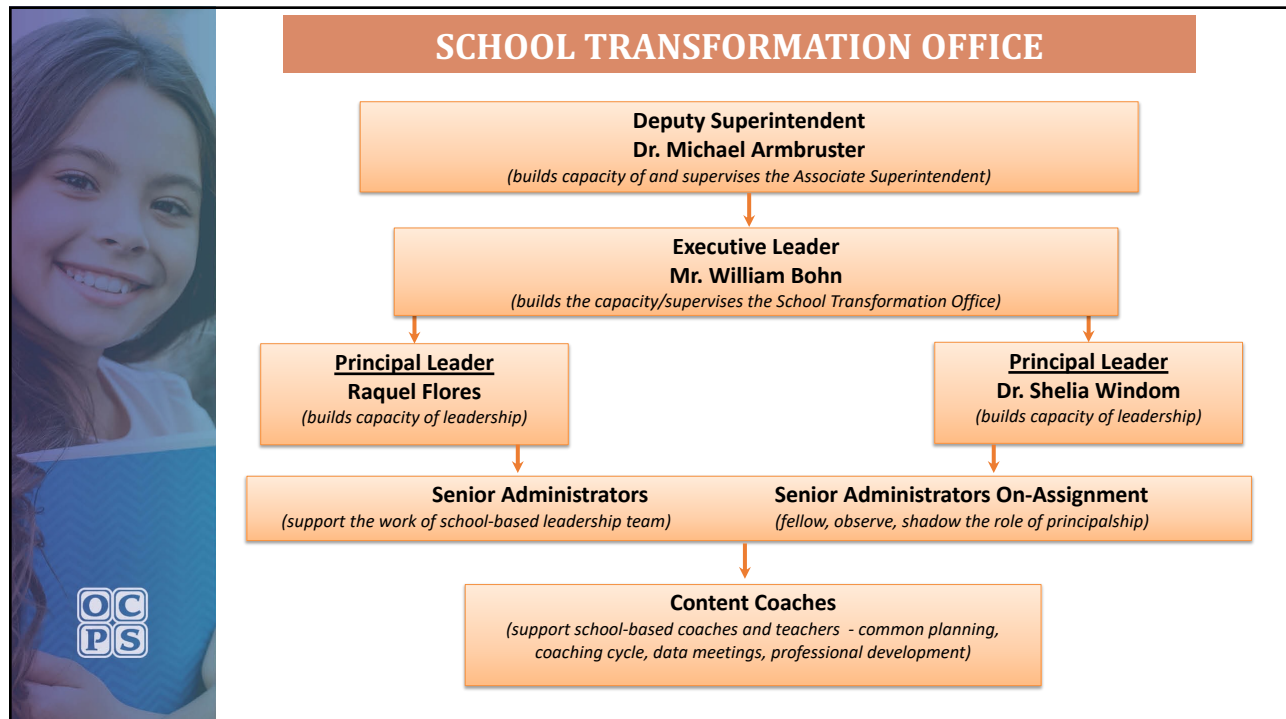 SCHOOL TRANSFORMATION OFFICE
Deputy Superintendent
Dr. Michael Armbruster
(builds capacity of and supervises the Associate Superintendent)
Executive Leader
Mr. William Bohn
(builds the capacity/supervises the School Transformation Office)
Principal Leader
Raquel Flores
(builds capacity of leadership)
Principal Leader
Dr. Shelia Windom
(builds capacity of leadership)
Senior Administrators
(support the work of school-based leadership team)
Senior Administrators On-Assignment
(fellow, observe, shadow the role of principalship)
Content Coaches
(support school-based coaches and teachers - common planning,
coaching cycle, data meetings, professional development)
OC
PS